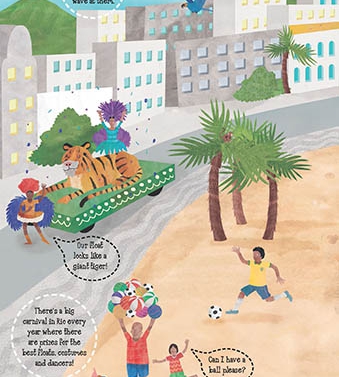 wave at them.
Our float
looks like a
giant tiger!
There's a big
carnival in Rio every
year where there
are prizes for the
best floats, costumes
and dancers!
Can I have a
ball please?